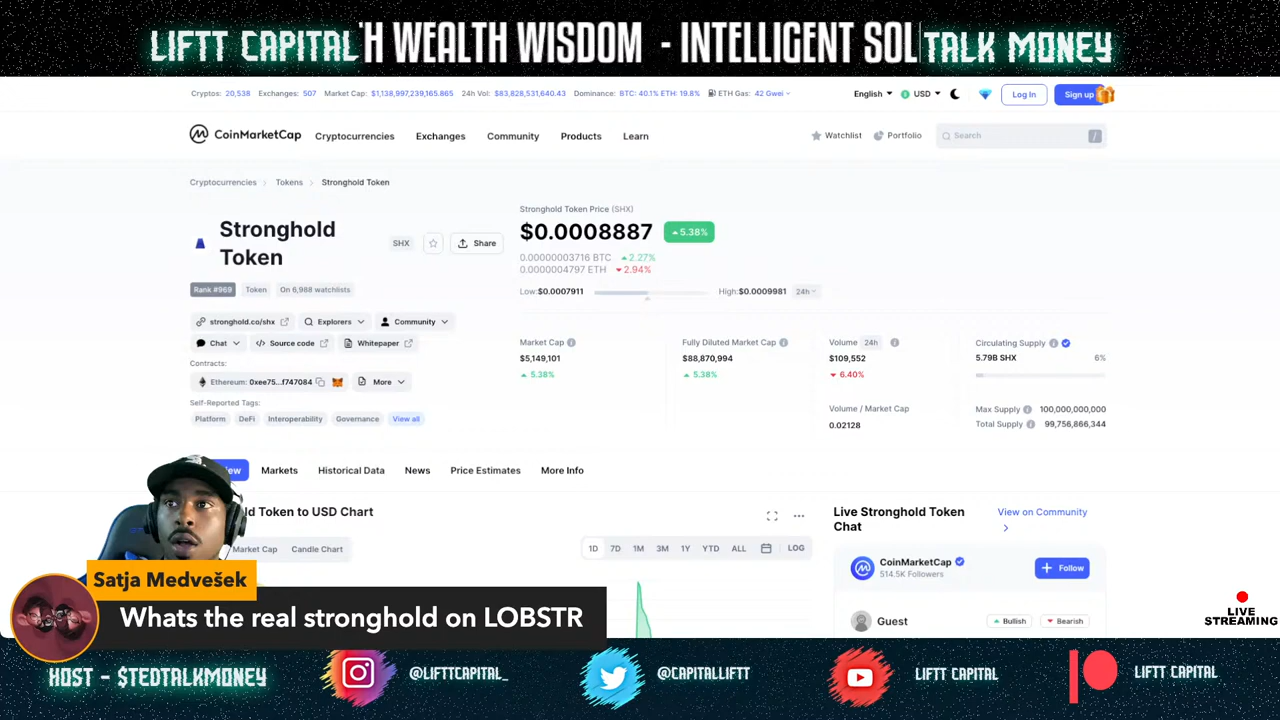 LIFTT CAPITAL
'H WEALTH WISDOM - INTELLIGENT SOL
TALK MONEY
Cryptos: 20,538 Exchanges: 507 Market Cap: $1,138,997,239,165.865 24h Vol: $83,828,531,640.43 Dominance: BTC: 40.1% ETH: 19.8% ETH Gas: 42 Gwei
English USD Log In Sign up
CoinMarketCap Cryptocurrencies Exchanges Community Products Learn Watchlist Portfolio Search /
Cryptocurrencies > Tokens > Stronghold Token
Stronghold
Token
SHX
Share
Rank #969 Token On 6,988 watchlists
stronghold.co/shx Explorers Community
Chat Source code Whitepaper
Contracts:
Ethereum: 0xee75...f747084 More
Self-Reported Tags:
Platform DeFi Interoperability Governance View all
Stronghold Token Price (SHX)
$0.0008887 5.38%
0.00000003716 BTC 2.27%
0.0000004797 ETH 2.94%
Low: $0.0007911 High: $0.0009981 24h
Market Cap
$5,149,101
5.38%
Fully Diluted Market Cap
$88,870,994
5.38%
Volume 24h
$109,552
6.40%
Volume / Market Cap
0.02128
Circulating Supply
5.79B SHX 6%
Max Supply 100,000,000,000
Total Supply 99,756,866,344
ew Markets Historical Data News Price Estimates More Info
ld Token to USD Chart
Market Cap Candle Chart
1D 7D 1M 3M 1Y YTD ALL LOG
Live Stronghold Token
Chat
View on Community
>
CoinMarketCap
514.5K Followers
+ Follow
Guest Bullish Bearish
Satja Medvešek
Whats the real stronghold on LOBSTR
LIVE
STREAMING
HOST - $TEDTALKMONEY
@LIFTTCAPITAL_
@CAPITALLIFTT
LIFTT CAPITAL
LIFTT CAPITAL